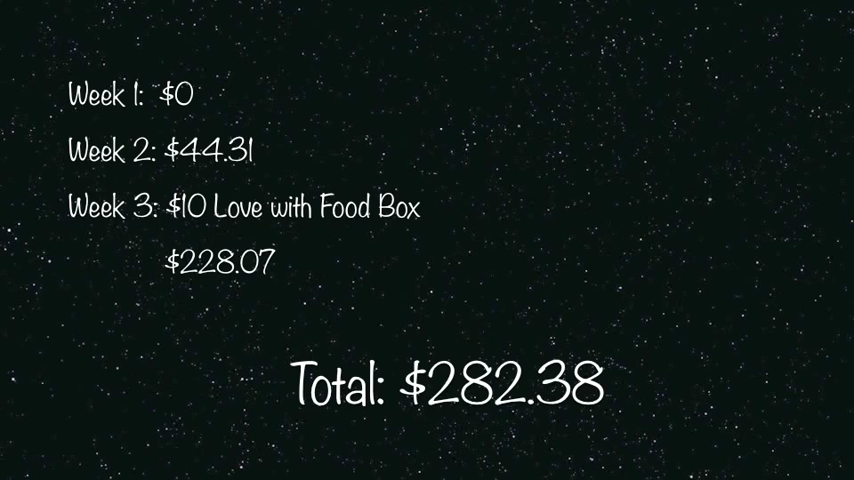 Week 1: $0
Week 2: $44.31
Week 3: $10 Love with Food Box
$228.07
Total: $282.38